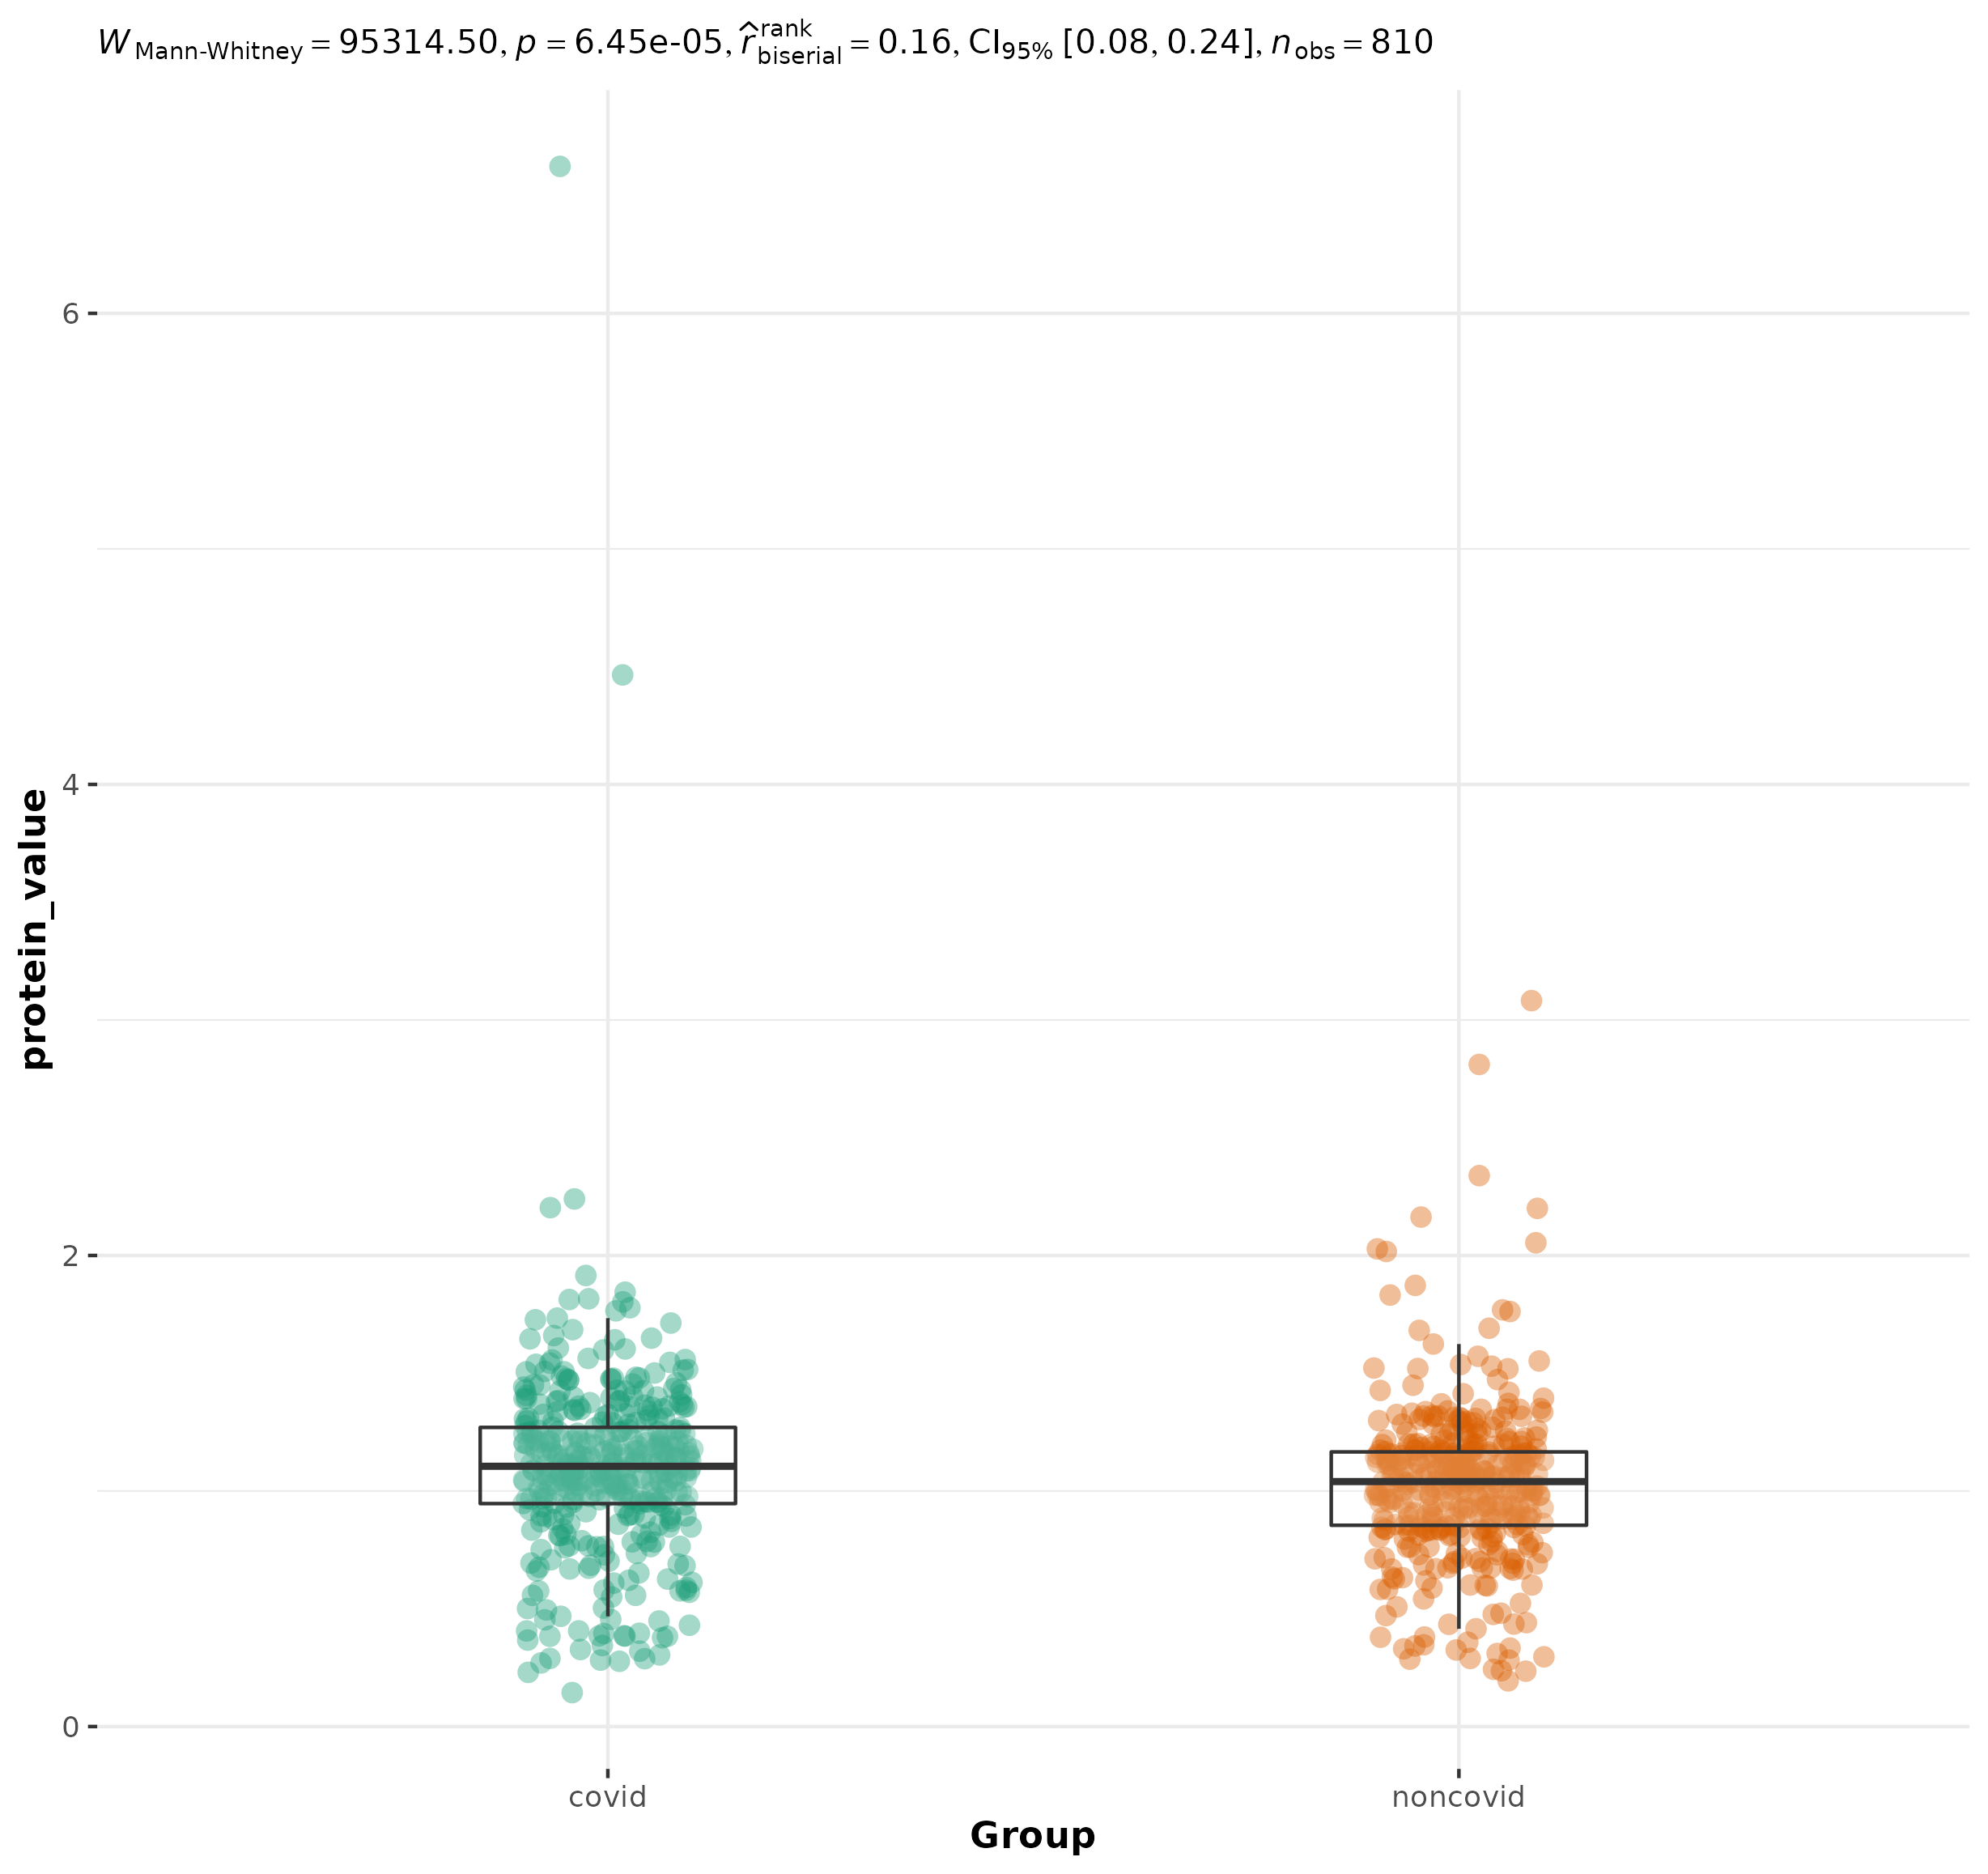 W Mann-Whitney = 95314.50, p = 6.45e-05, r̂ rank biserial = 0.16, CI95% [0.08, 0.24], n obs = 810
6
4
2
0
protein_value
covid noncovid
Group